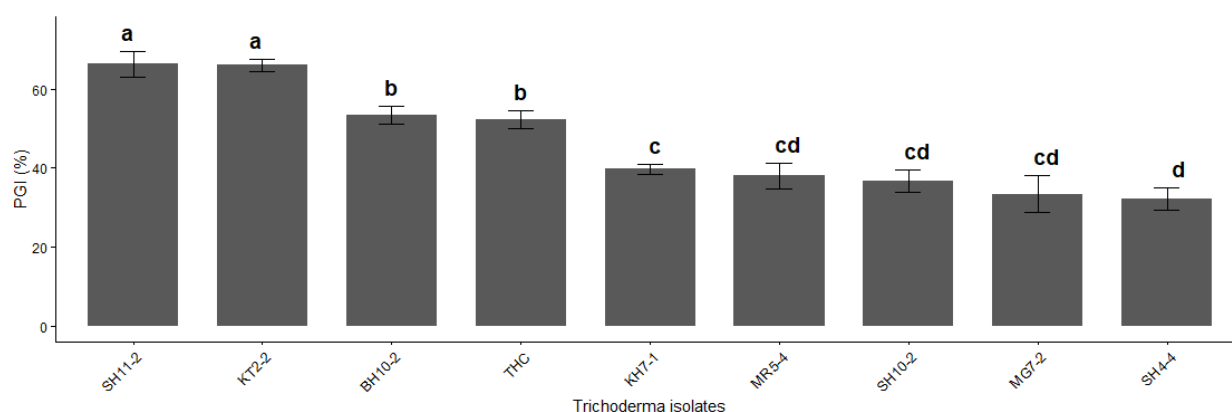 a a b b c cd cd cd d
PGI (%)
60
40
20
0
SH11-2 KT2-2 BH10-2 THC KH7-1 MR5-4 SH10-2 MG7-2 SH4-4
Trichoderma isolates